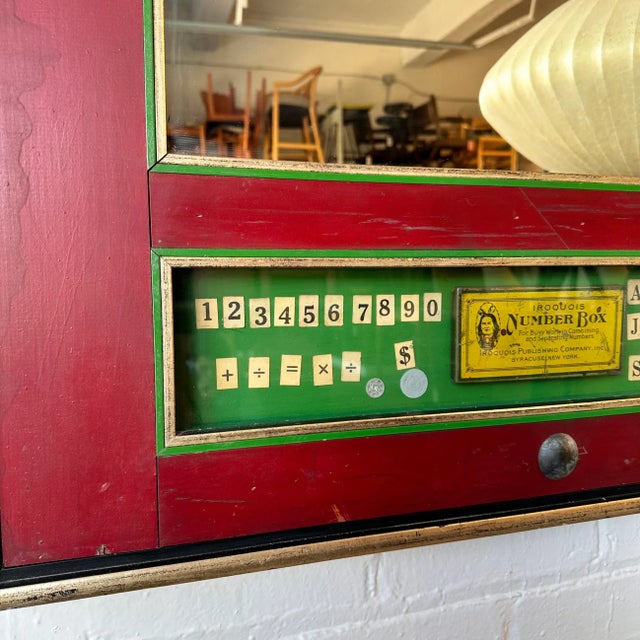 1 2 3 4 5 6 7 8 9 0
+ ÷ = × ÷ $
IROQUOIS
NUMBER BOX
For Busy Work in Combining
and Separating Numbers
IROQUOIS PUBLISHING COMPANY, INC.
SYRACUSE, NEW YORK.
A
J
S